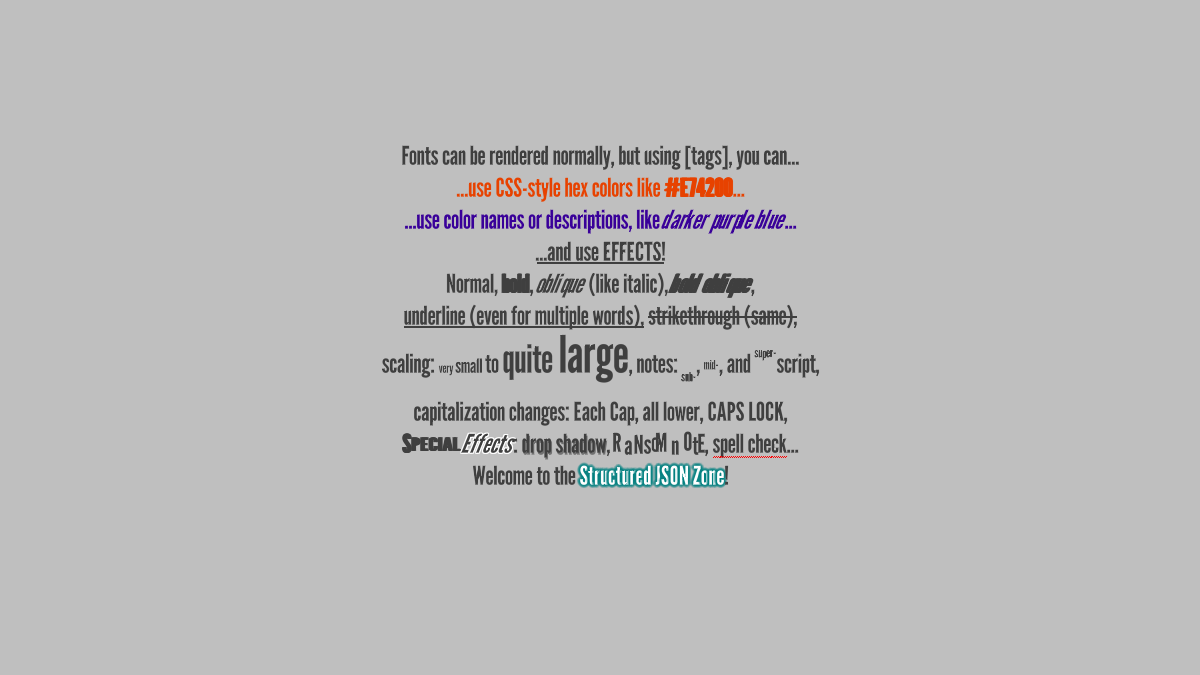 Fonts can be rendered normally, but using [tags], you can...
...use CSS-style hex colors like #E74200...
...use color names or descriptions, like darker purple blue...
...and use EFFECTS!
Normal, bold, oblique (like italic), bold oblique,
underline (even for multiple words), strikethrough (same),
scaling: very small to quite large, notes: sub-, mid-, and super-script,
capitalization changes: Each Cap, all lower, CAPS LOCK,
SPECIAL Effects: drop shadow, RaNsdM nOtE, spell check...
Welcome to the Structured JSON Zone!